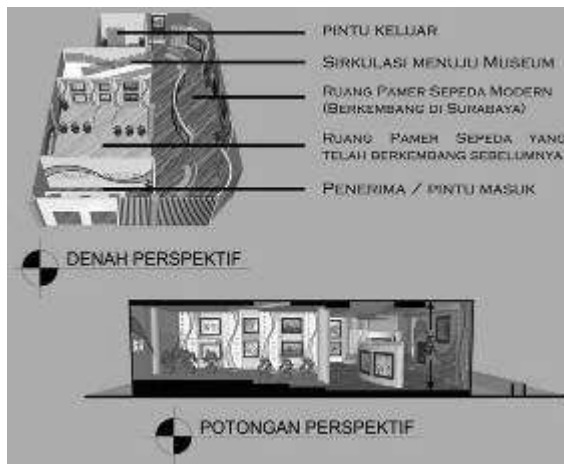 PINTU KELUAR
SIRKULASI MENUJU MUSEUM
RUANG PAMER SEPEDA MODERN
(BERKEMBANG DI SURABAYA)
RUANG PAMER SEPEDA YANG
TELAH BERKEMBANG SEBELUMNYA
PENERIMA / PINTU MASUK
DENAH PERSPEKTIF
POTONGAN PERSPEKTIF